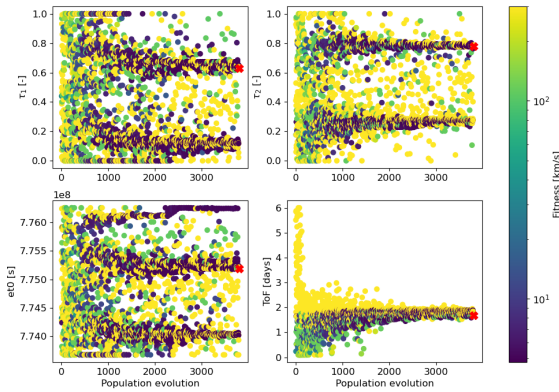 1.0
0.8
0.6
0.4
0.2
0.0
τ₁ [-]
0 1000 2000 3000
1.0
0.8
0.6
0.4
0.2
0.0
τ₂ [-]
0 1000 2000 3000
1e8
7.760
7.755
7.750
7.745
7.740
et0 [s]
0 1000 2000 3000
Population evolution
6
5
4
3
2
1
0
ToF [days]
0 1000 2000 3000
Population evolution
10²
10¹
Fitness [km/s]